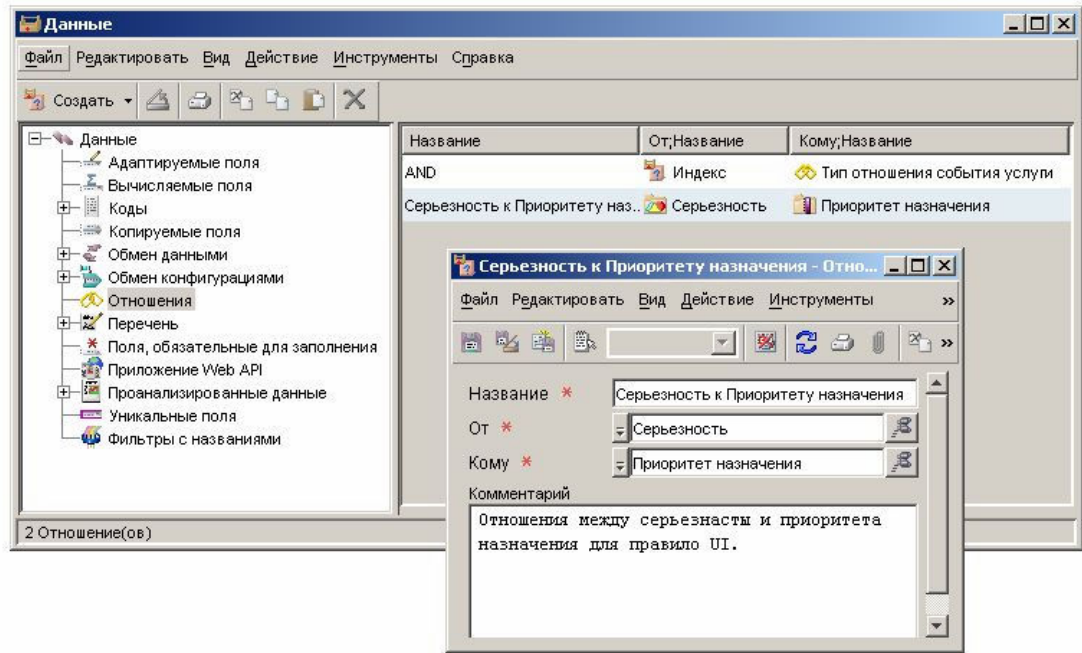 Данные
Файл Редактировать Вид Действие Инструменты Справка
Создать
Данные
Адаптируемые поля
Вычисляемые поля
Коды
Копируемые поля
Обмен данными
Обмен конфигурациями
Отношения
Перечень
Поля, обязательные для заполнения
Приложение Web API
Проанализированные данные
Уникальные поля
Фильтры с названиями
Название От;Название Кому;Название
AND Индекс Тип отношения события услуги
Серьезность к Приоритету наз.. Серьезность Приоритет назначения
2 Отношение(ов)
Серьезность к Приоритету назначения - Отно...
Файл Редактировать Вид Действие Инструменты »
»
Название * Серьезность к Приоритету назначения
От * Серьезность
Кому * Приоритет назначения
Комментарий
Отношения между серьезнасты и приоритета
назначения для правило UI.